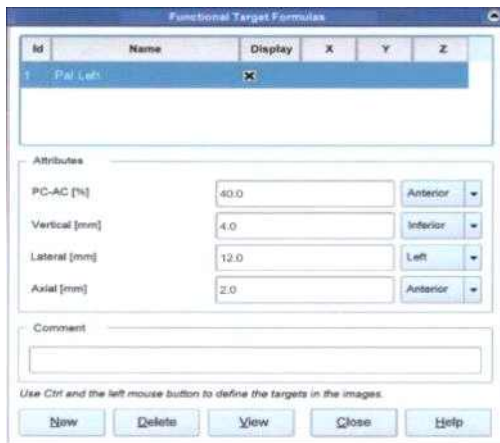 Functional Target Formulas
Id Name Display X Y Z
1 Pal Left
Attributes
PC-AC [%] 40.0 Anterior
Vertical [mm] 4.0 Inferior
Lateral [mm] 12.0 Left
Axial [mm] 2.0 Anterior
Comment
Use Ctrl and the left mouse button to define the targets in the images.
New Delete View Close Help